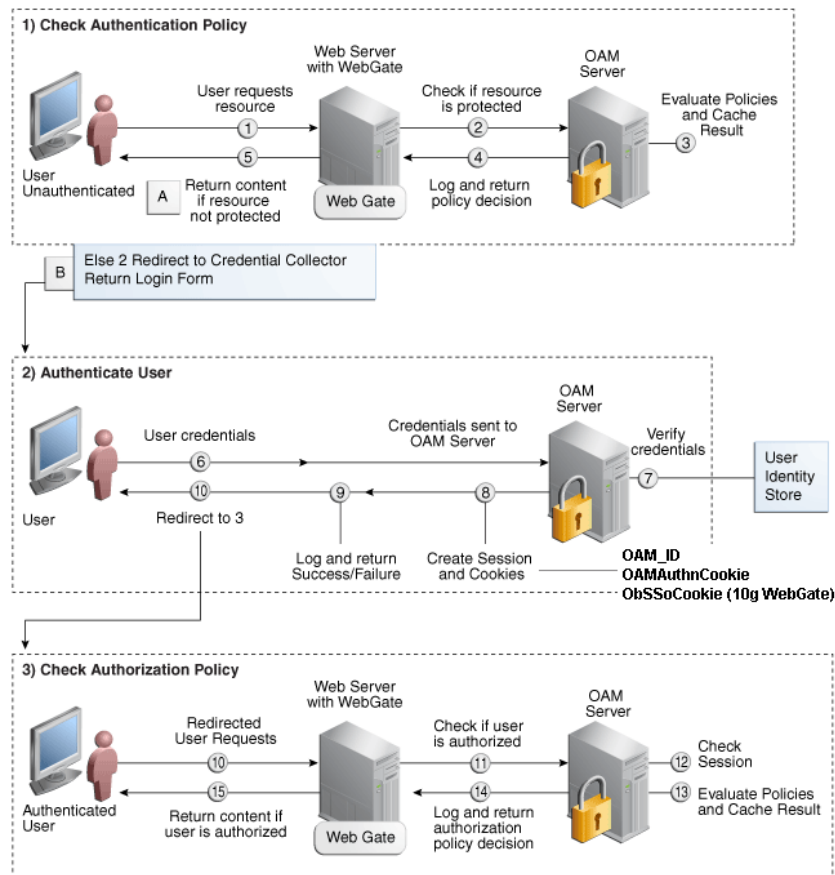 1) Check Authentication Policy
Web Server
with WebGate
OAM
Server
User requests
resource
Check if resource
is protected
Evaluate Policies
and Cache
Result
1
2
3
5
4
User
Unauthenticated
A
Return content
if resource
not protected
Web Gate
Log and return
policy decision
B
Else 2 Redirect to Credential Collector
Return Login Form
2) Authenticate User
OAM
Server
User credentials
Credentials sent to
OAM Server
Verify
credentials
User
Identity
Store
6
7
10
9
8
User
Redirect to 3
Log and return
Success/Failure
Create Session
and Cookies
OAM_ID
OAMAuthnCookie
ObSSoCookie (10g WebGate)
3) Check Authorization Policy
Web Server
with WebGate
OAM
Server
Redirected
User Requests
Check if user
is authorized
10
11
12
Check
Session
15
14
13
Evaluate Policies
and Cache Result
Authenticated
User
Return content if
user is authorized
Web Gate
Log and return
authorization
policy decision